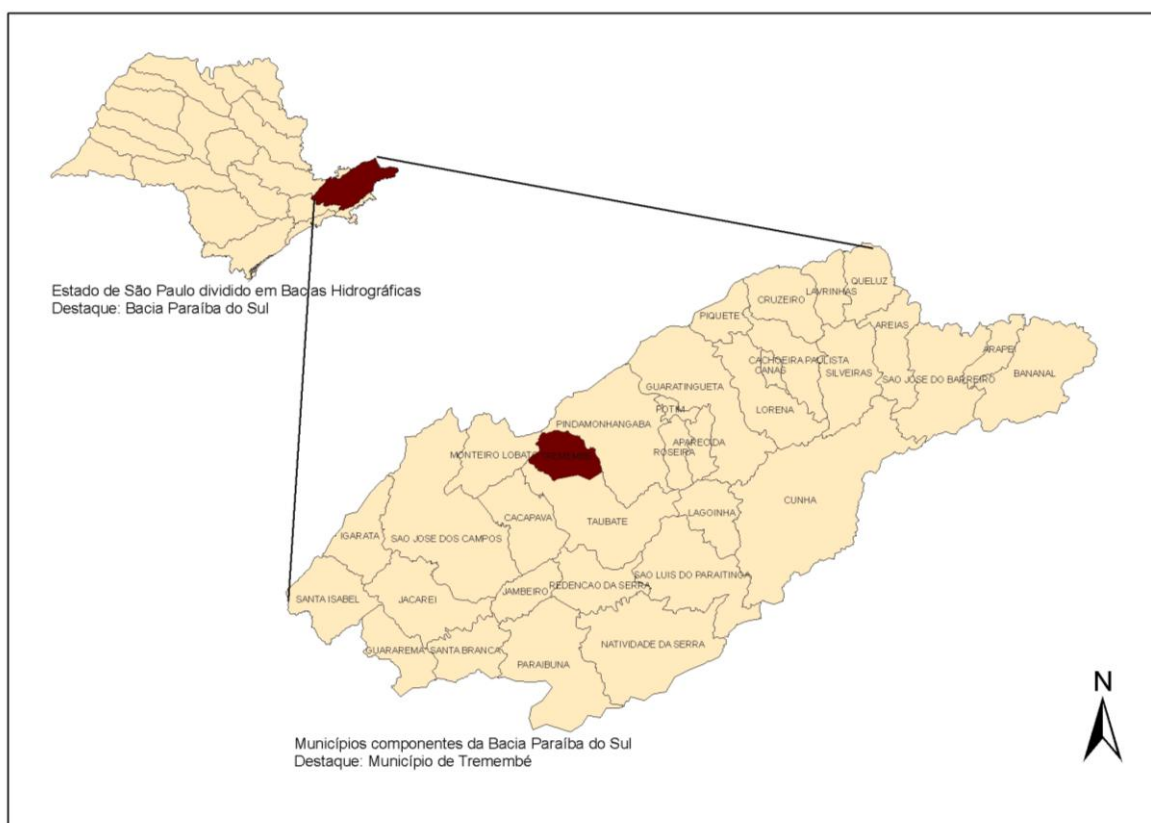 Estado de São Paulo dividido em Bacias Hidrográficas
Destaque: Bacia Paraíba do Sul
QUELUZ
LAVRINHAS
CRUZEIRO
PIQUETE
AREIAS
ARAPEI
CACHOEIRA PAULISTA
CANAS
SILVEIRAS
SAO JOSE DO BARREIRO
BANANAL
GUARATINGUETA
POTIM
LORENA
PINDAMONHANGABA
APARECIDA
ROSEIRA
MONTEIRO LOBATO
TREMEMBE
CUNHA
CACAPAVA
TAUBATE
LAGOINHA
IGARATA
SAO JOSE DOS CAMPOS
SAO LUIS DO PARAITINGA
REDENCAO DA SERRA
JAMBEIRO
SANTA ISABEL
JACAREI
NATIVIDADE DA SERRA
GUARAREMA
SANTA BRANCA
PARAIBUNA
N
Municípios componentes da Bacia Paraíba do Sul
Destaque: Município de Tremembé